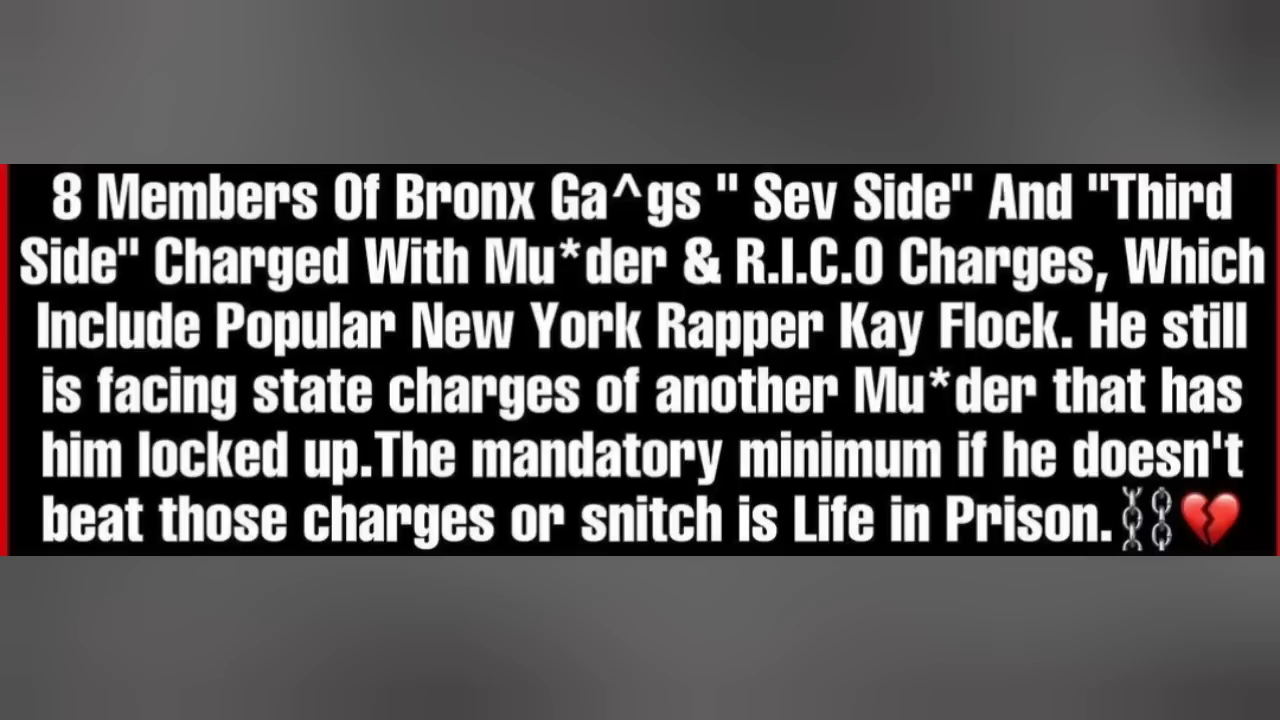 8 Members Of Bronx Ga^gs " Sev Side" And "Third
Side" Charged With Mu*der & R.I.C.O Charges, Which
Include Popular New York Rapper Kay Flock. He still
is facing state charges of another Mu*der that has
him locked up.The mandatory minimum if he doesn't
beat those charges or snitch is Life in Prison.⛓💔